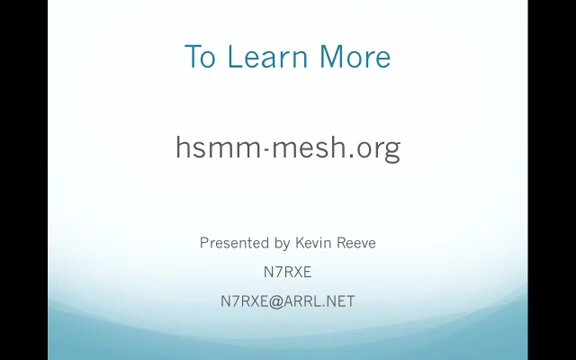 To Learn More
hsmm-mesh.org
Presented by Kevin Reeve
N7RXE
N7RXE@ARRL.NET